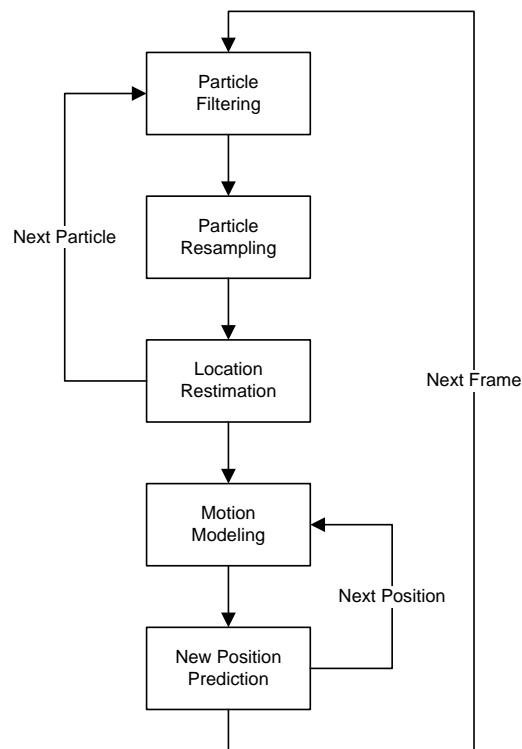 Particle
Filtering
Particle
Resampling
Next Particle
Location
Restimation
Next Frame
Motion
Modeling
Next Position
New Position
Prediction